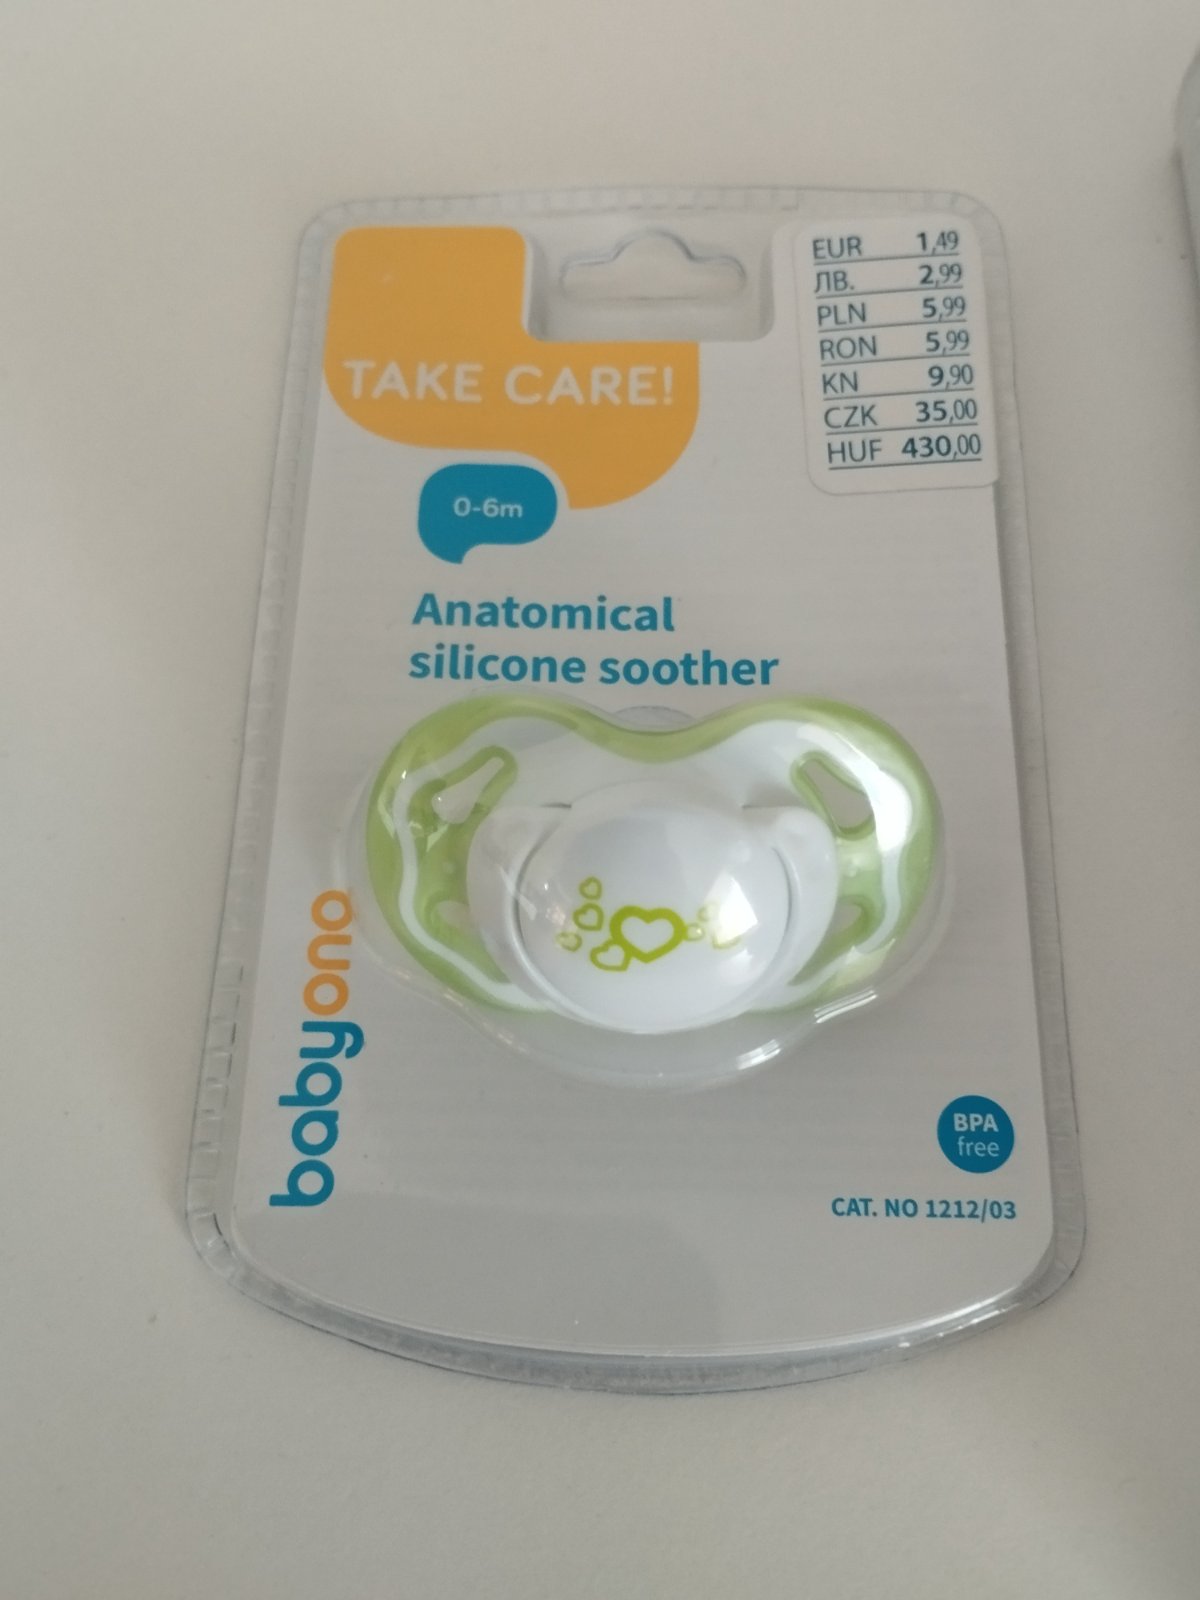 EUR 1,49
ЛВ. 2,99
PLN 5,99
RON 5,99
KN 9,90
CZK 35,00
HUF 430,00
TAKE CARE!
0-6m
Anatomical
silicone soother
babyono
BPA
free
CAT. NO 1212/03